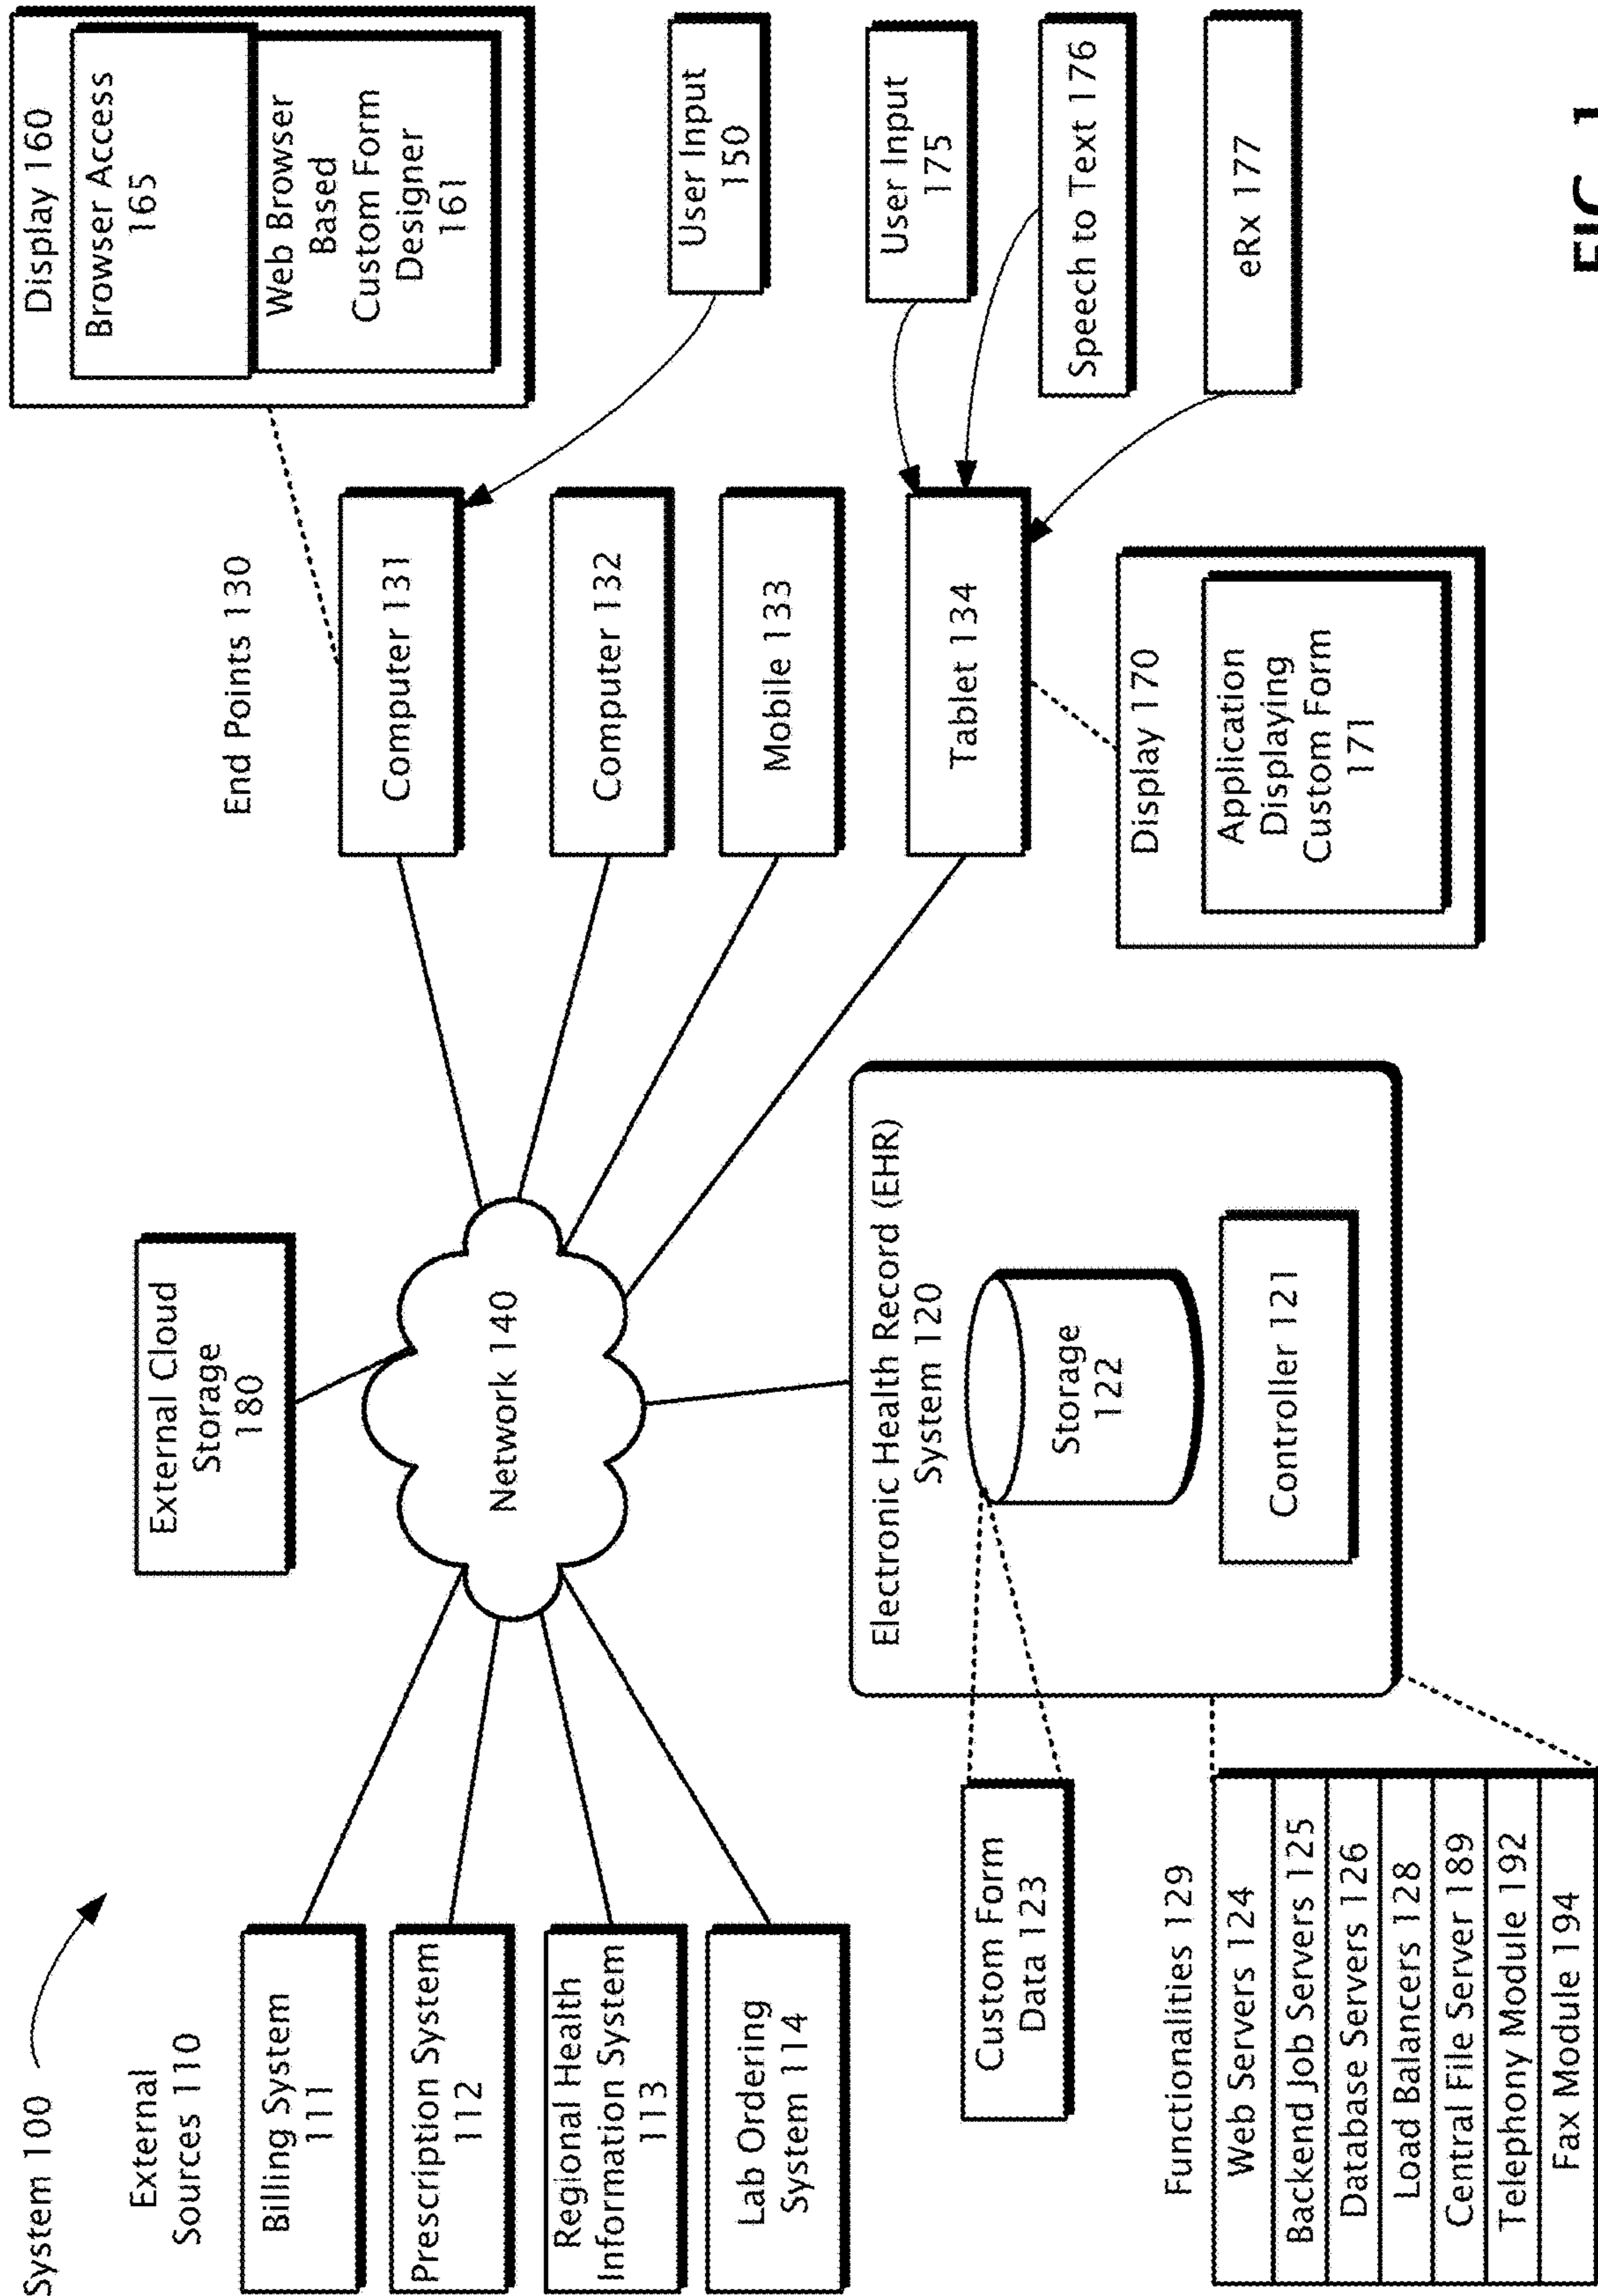 System 100
External
Sources 110
Billing System
111
Prescription System
112
Regional Health
Information System
113
Lab Ordering
System 114
External Cloud
Storage
180
Network 140
End Points 130
Computer 131
Computer 132
Mobile 133
Tablet 134
Display 160
Browser Access
165
Web Browser
Based
Custom Form
Designer
161
User Input
150
User Input
175
Speech to Text 176
eRx 177
Display 170
Application
Displaying
Custom Form
171
Electronic Health Record (EHR)
System 120
Storage
122
Controller 121
Custom Form
Data 123
Functionalities 129
Web Servers 124
Backend Job Servers 125
Database Servers 126
Load Balancers 128
Central File Server 189
Telephony Module 192
Fax Module 194
FIG. 1